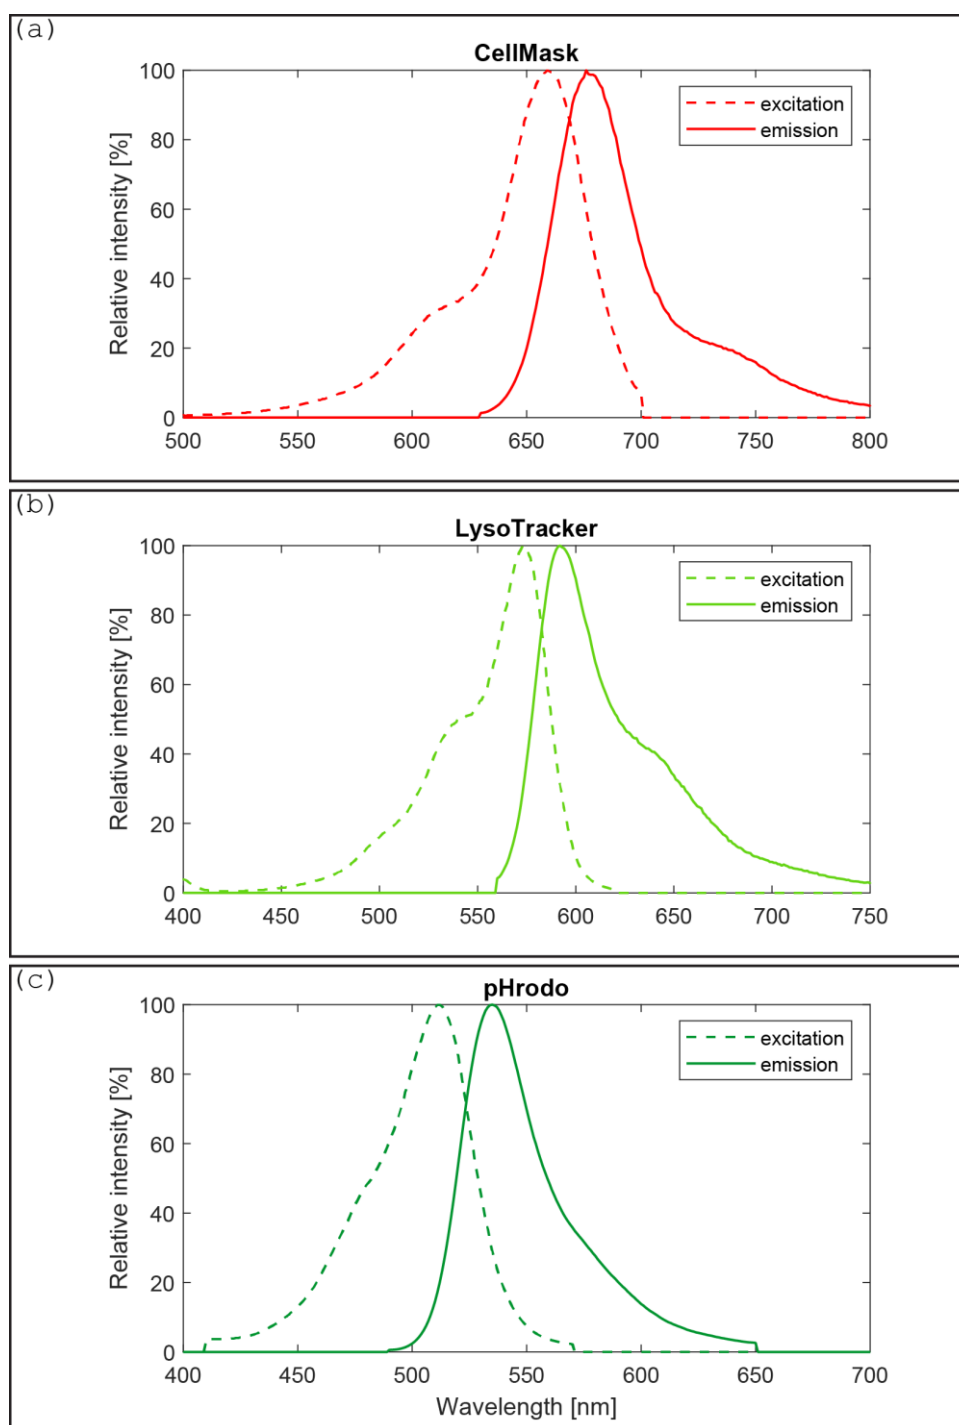 (a)
CellMask
Relative intensity [%]
100
80
60
40
20
0
excitation
emission
500 550 600 650 700 750 800
(b)
LysoTracker
Relative intensity [%]
100
80
60
40
20
0
excitation
emission
400 450 500 550 600 650 700 750
(c)
pHrodo
Relative intensity [%]
100
80
60
40
20
0
excitation
emission
400 450 500 550 600 650 700
Wavelength [nm]